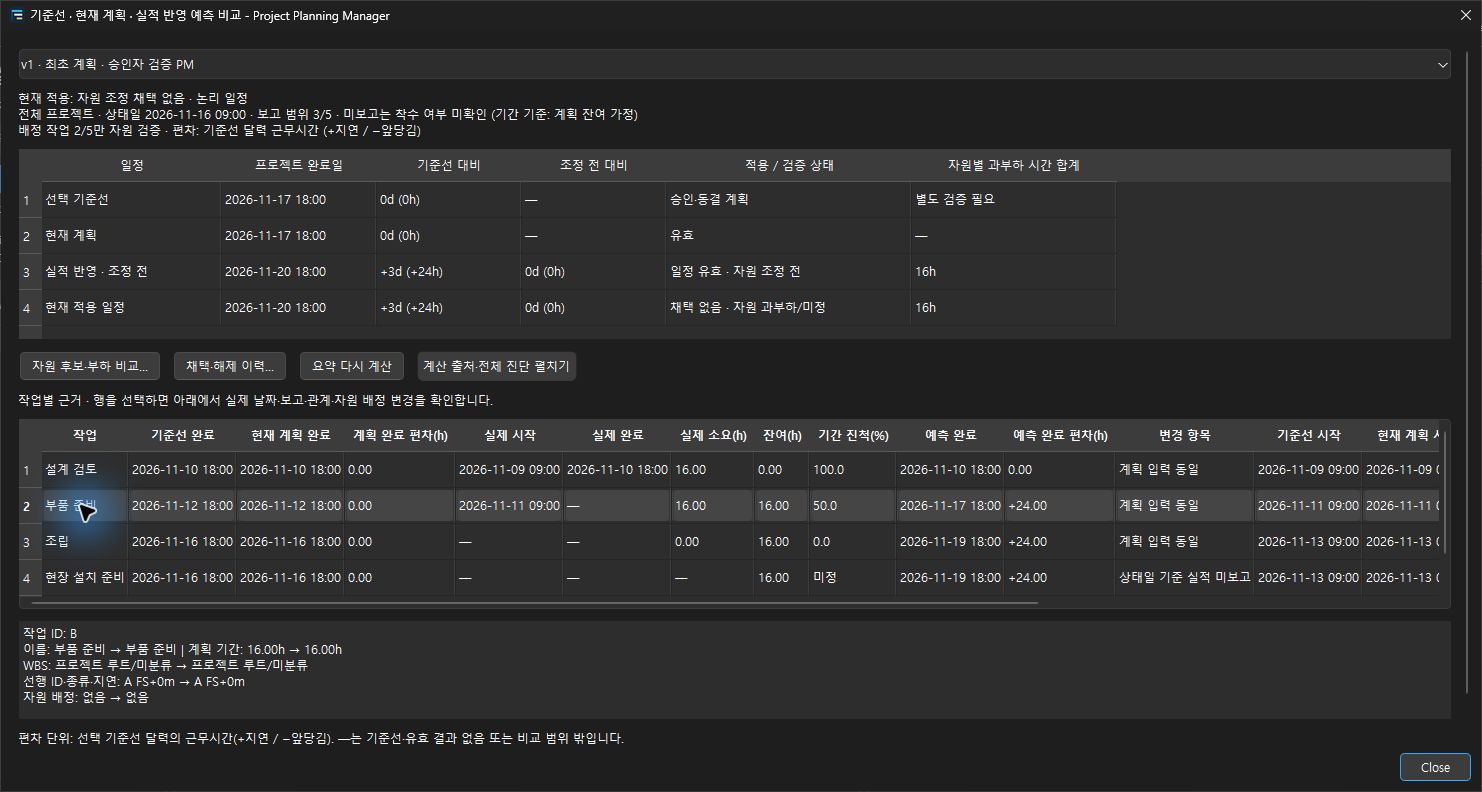 기준선 · 현재 계획 · 실적 반영 예측 비교 - Project Planning Manager
v1 · 최초 계획 · 승인자 검증 PM
현재 적용: 자원 조정 채택 없음 · 논리 일정
전체 프로젝트 · 상태일 2026-11-16 09:00 · 보고 범위 3/5 · 미보고는 착수 여부 미확인 (기간 기준: 계획 잔여 가정)
배정 작업 2/5만 자원 검증 · 편차: 기준선 달력 근무시간 (+지연 / −앞당김)
일정 프로젝트 완료일 기준선 대비 조정 전 대비 적용 / 검증 상태 자원별 과부하 시간 합계
1 선택 기준선 2026-11-17 18:00 0d (0h) — 승인·동결 계획 별도 검증 필요
2 현재 계획 2026-11-17 18:00 0d (0h) — 유효 —
3 실적 반영 · 조정 전 2026-11-20 18:00 +3d (+24h) 0d (0h) 일정 유효 · 자원 조정 전 16h
4 현재 적용 일정 2026-11-20 18:00 +3d (+24h) 0d (0h) 채택 없음 · 자원 과부하/미정 16h
자원 후보·부하 비교... 채택·해제 이력... 요약 다시 계산 계산 출처·전체 진단 펼치기
작업별 근거 · 행을 선택하면 아래에서 실제 날짜·보고·관계·자원 배정 변경을 확인합니다.
작업 기준선 완료 현재 계획 완료 계획 완료 편차(h) 실제 시작 실제 완료 실제 소요(h) 잔여(h) 기간 진척(%) 예측 완료 예측 완료 편차(h) 변경 항목 기준선 시작 현재 계획
1 설계 검토 2026-11-10 18:00 2026-11-10 18:00 0.00 2026-11-09 09:00 2026-11-10 18:00 16.00 0.00 100.0 2026-11-10 18:00 0.00 계획 입력 동일 2026-11-09 09:00 2026-11-09
2 부품 준비 2026-11-12 18:00 2026-11-12 18:00 0.00 2026-11-11 09:00 — 16.00 16.00 50.0 2026-11-17 18:00 +24.00 계획 입력 동일 2026-11-11 09:00 2026-11-11
3 조립 2026-11-16 18:00 2026-11-16 18:00 0.00 — — 0.00 16.00 0.0 2026-11-19 18:00 +24.00 계획 입력 동일 2026-11-13 09:00 2026-11-13
4 현장 설치 준비 2026-11-16 18:00 2026-11-16 18:00 0.00 — — — 16.00 미정 2026-11-19 18:00 +24.00 상태일 기준 실적 미보고 2026-11-13 09:00 2026-11-13
작업 ID: B
이름: 부품 준비 → 부품 준비 | 계획 기간: 16.00h → 16.00h
WBS: 프로젝트 루트/미분류 → 프로젝트 루트/미분류
선행 ID·종류·지연: A FS+0m → A FS+0m
자원 배정: 없음 → 없음
편차 단위: 선택 기준선 달력의 근무시간(+지연 / −앞당김). —는 기준선·유효 결과 없음 또는 비교 범위 밖입니다.
Close